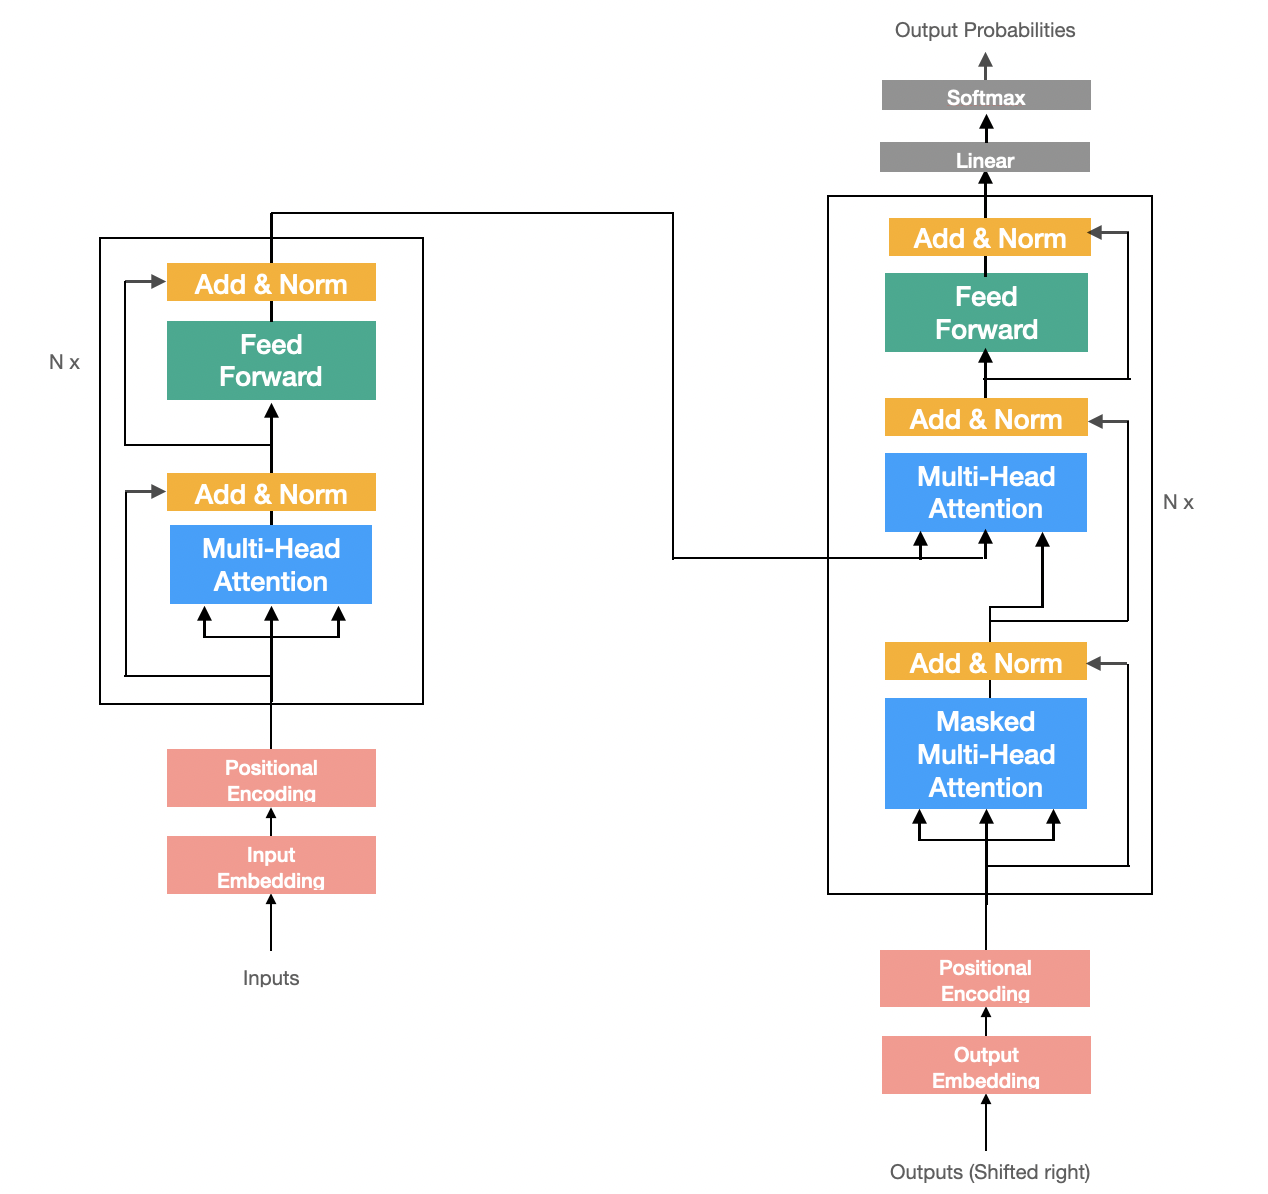 Output Probabilities
Softmax
Linear
Add & Norm
Feed
Forward
Add & Norm
Multi-Head
Attention
N x
Add & Norm
Masked
Multi-Head
Attention
Positional
Encoding
Output
Embedding
Outputs (Shifted right)
Add & Norm
Feed
Forward
N x
Add & Norm
Multi-Head
Attention
Positional
Encoding
Input
Embedding
Inputs